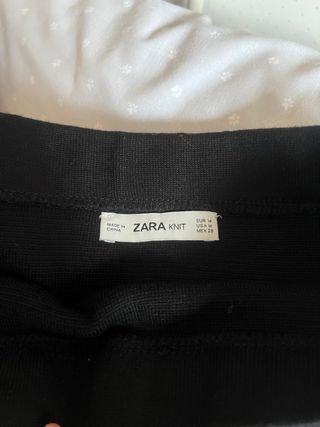 MADE IN
CHINA
ZARA KNIT
EUR M
USA M
MEX 28